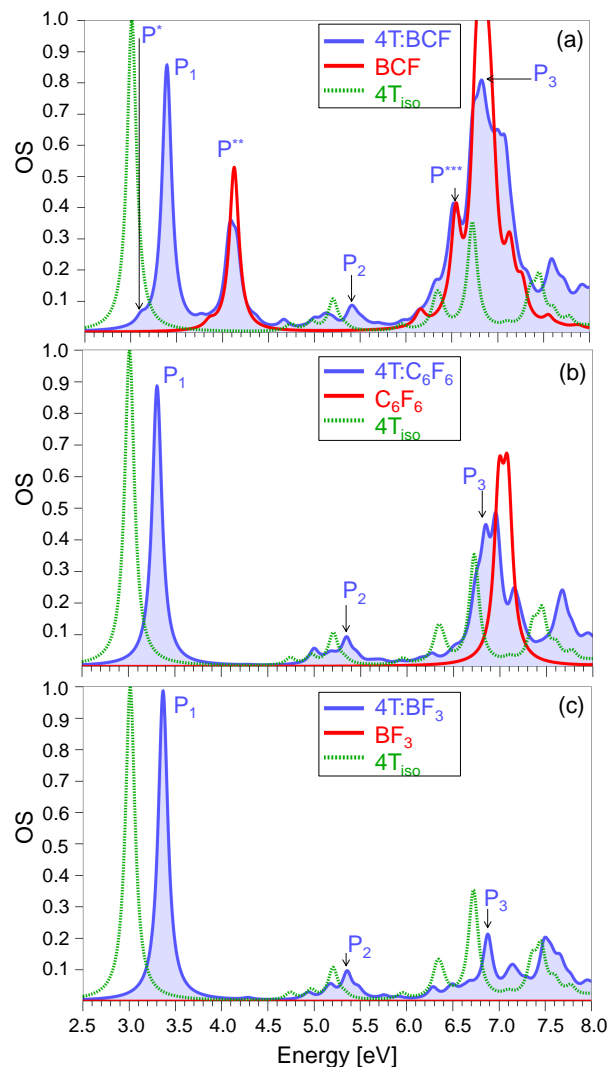 (a)
P*
P₁
P**
P***
P₂
P₃
4T:BCF
BCF
4T_iso
OS
1.0
0.9
0.8
0.7
0.6
0.5
0.4
0.3
0.2
0.1
(b)
P₁
P₂
P₃
4T:C₆F₆
C₆F₆
4T_iso
OS
1.0
0.9
0.8
0.7
0.6
0.5
0.4
0.3
0.2
0.1
(c)
P₁
P₂
P₃
4T:BF₃
BF₃
4T_iso
OS
1.0
0.9
0.8
0.7
0.6
0.5
0.4
0.3
0.2
0.1
2.5 3.0 3.5 4.0 4.5 5.0 5.5 6.0 6.5 7.0 7.5 8.0
Energy [eV]